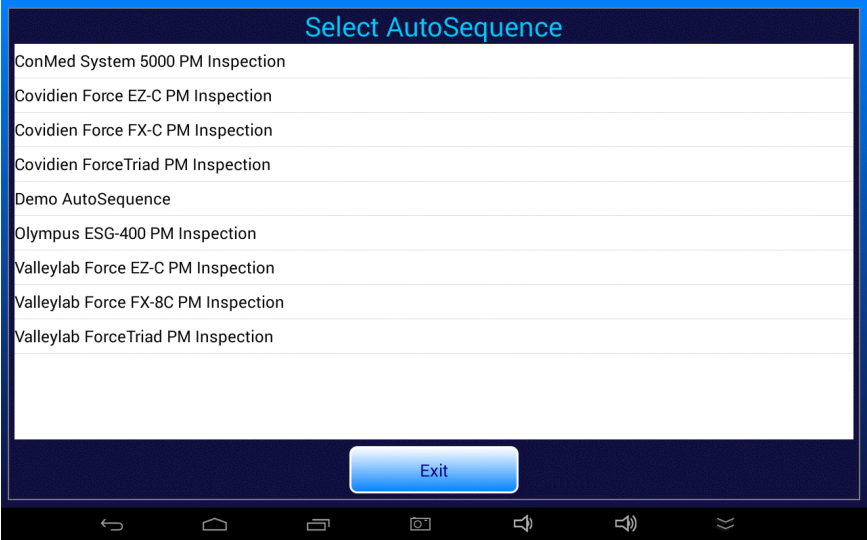 Select AutoSequence
ConMed System 5000 PM Inspection
Covidien Force EZ-C PM Inspection
Covidien Force FX-C PM Inspection
Covidien ForceTriad PM Inspection
Demo AutoSequence
Olympus ESG-400 PM Inspection
Valleylab Force EZ-C PM Inspection
Valleylab Force FX-8C PM Inspection
Valleylab ForceTriad PM Inspection
Exit